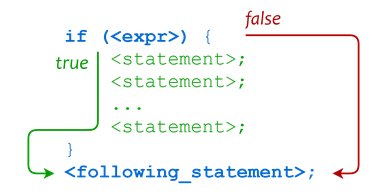 false
if (<expr>) {
true
<statement>;
<statement>;
...
<statement>;
}
<following_statement>;